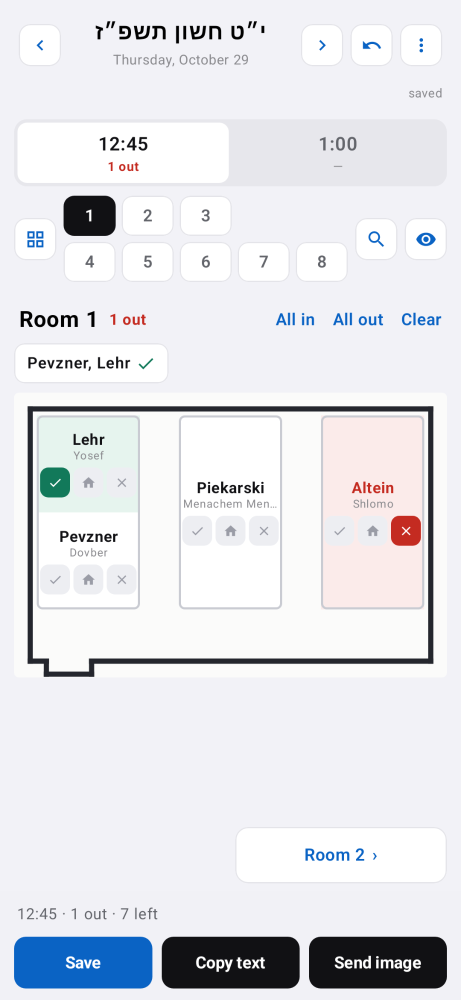 י״ט חשון תשפ״ז
Thursday, October 29
saved
12:45
1 out
1:00
–
1 2 3
4 5 6 7 8
Room 1 1 out All in All out Clear
Pevzner, Lehr
Lehr
Yosef
Pevzner
Dovber
Piekarski
Menachem Men...
Altein
Shlomo
Room 2 ›
12:45 · 1 out · 7 left
Save Copy text Send image